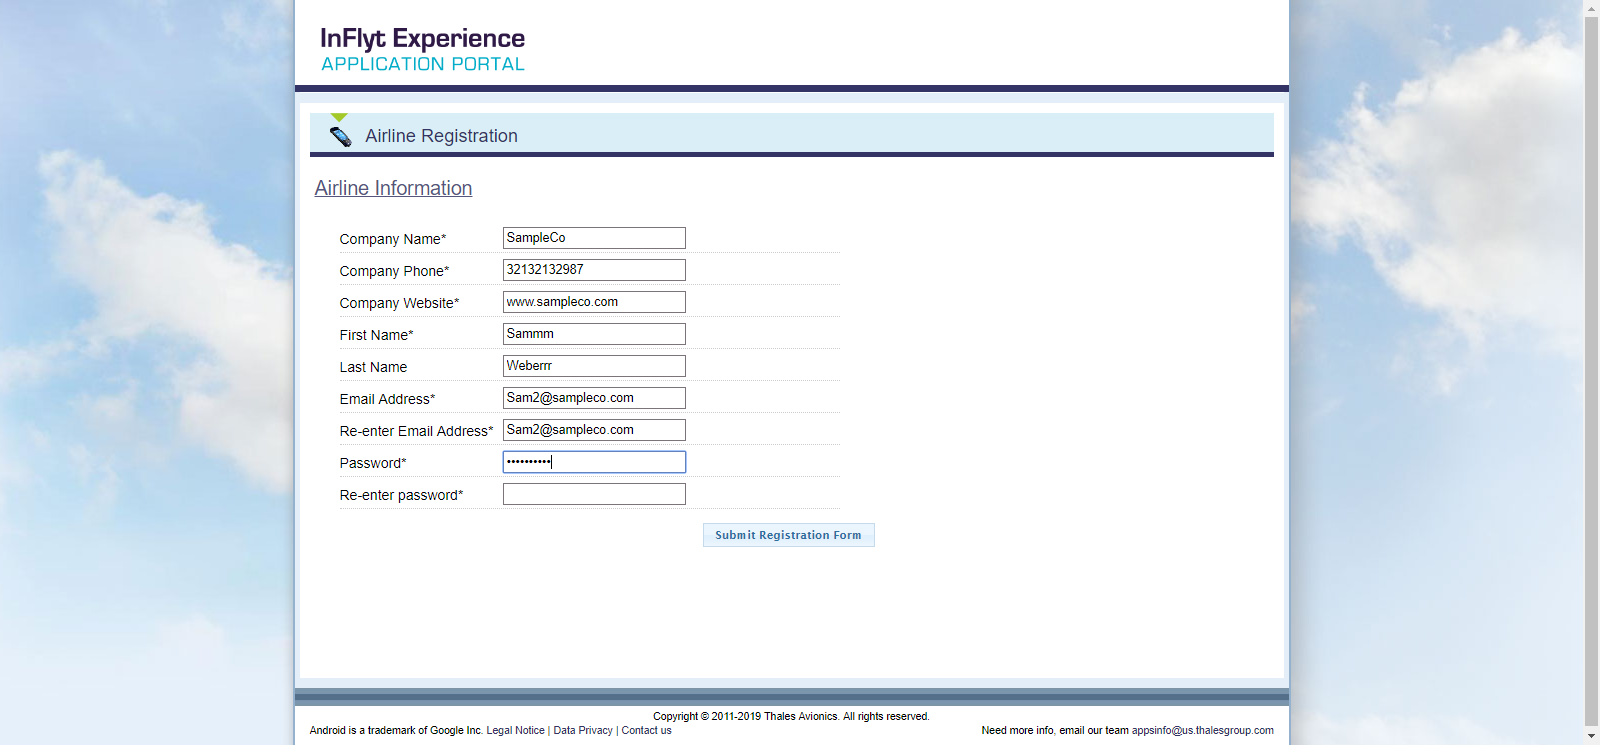 InFlyt Experience
APPLICATION PORTAL
Airline Registration
Airline Information
Company Name* SampleCo
Company Phone* 32132132987
Company Website* www.sampleco.com
First Name* Sammm
Last Name Weberrr
Email Address* Sam2@sampleco.com
Re-enter Email Address* Sam2@sampleco.com
Password* ••••••••••
Re-enter password*
Submit Registration Form
Copyright © 2011-2019 Thales Avionics. All rights reserved.
Android is a trademark of Google Inc. Legal Notice | Data Privacy | Contact us Need more info, email our team appsinfo@us.thalesgroup.com